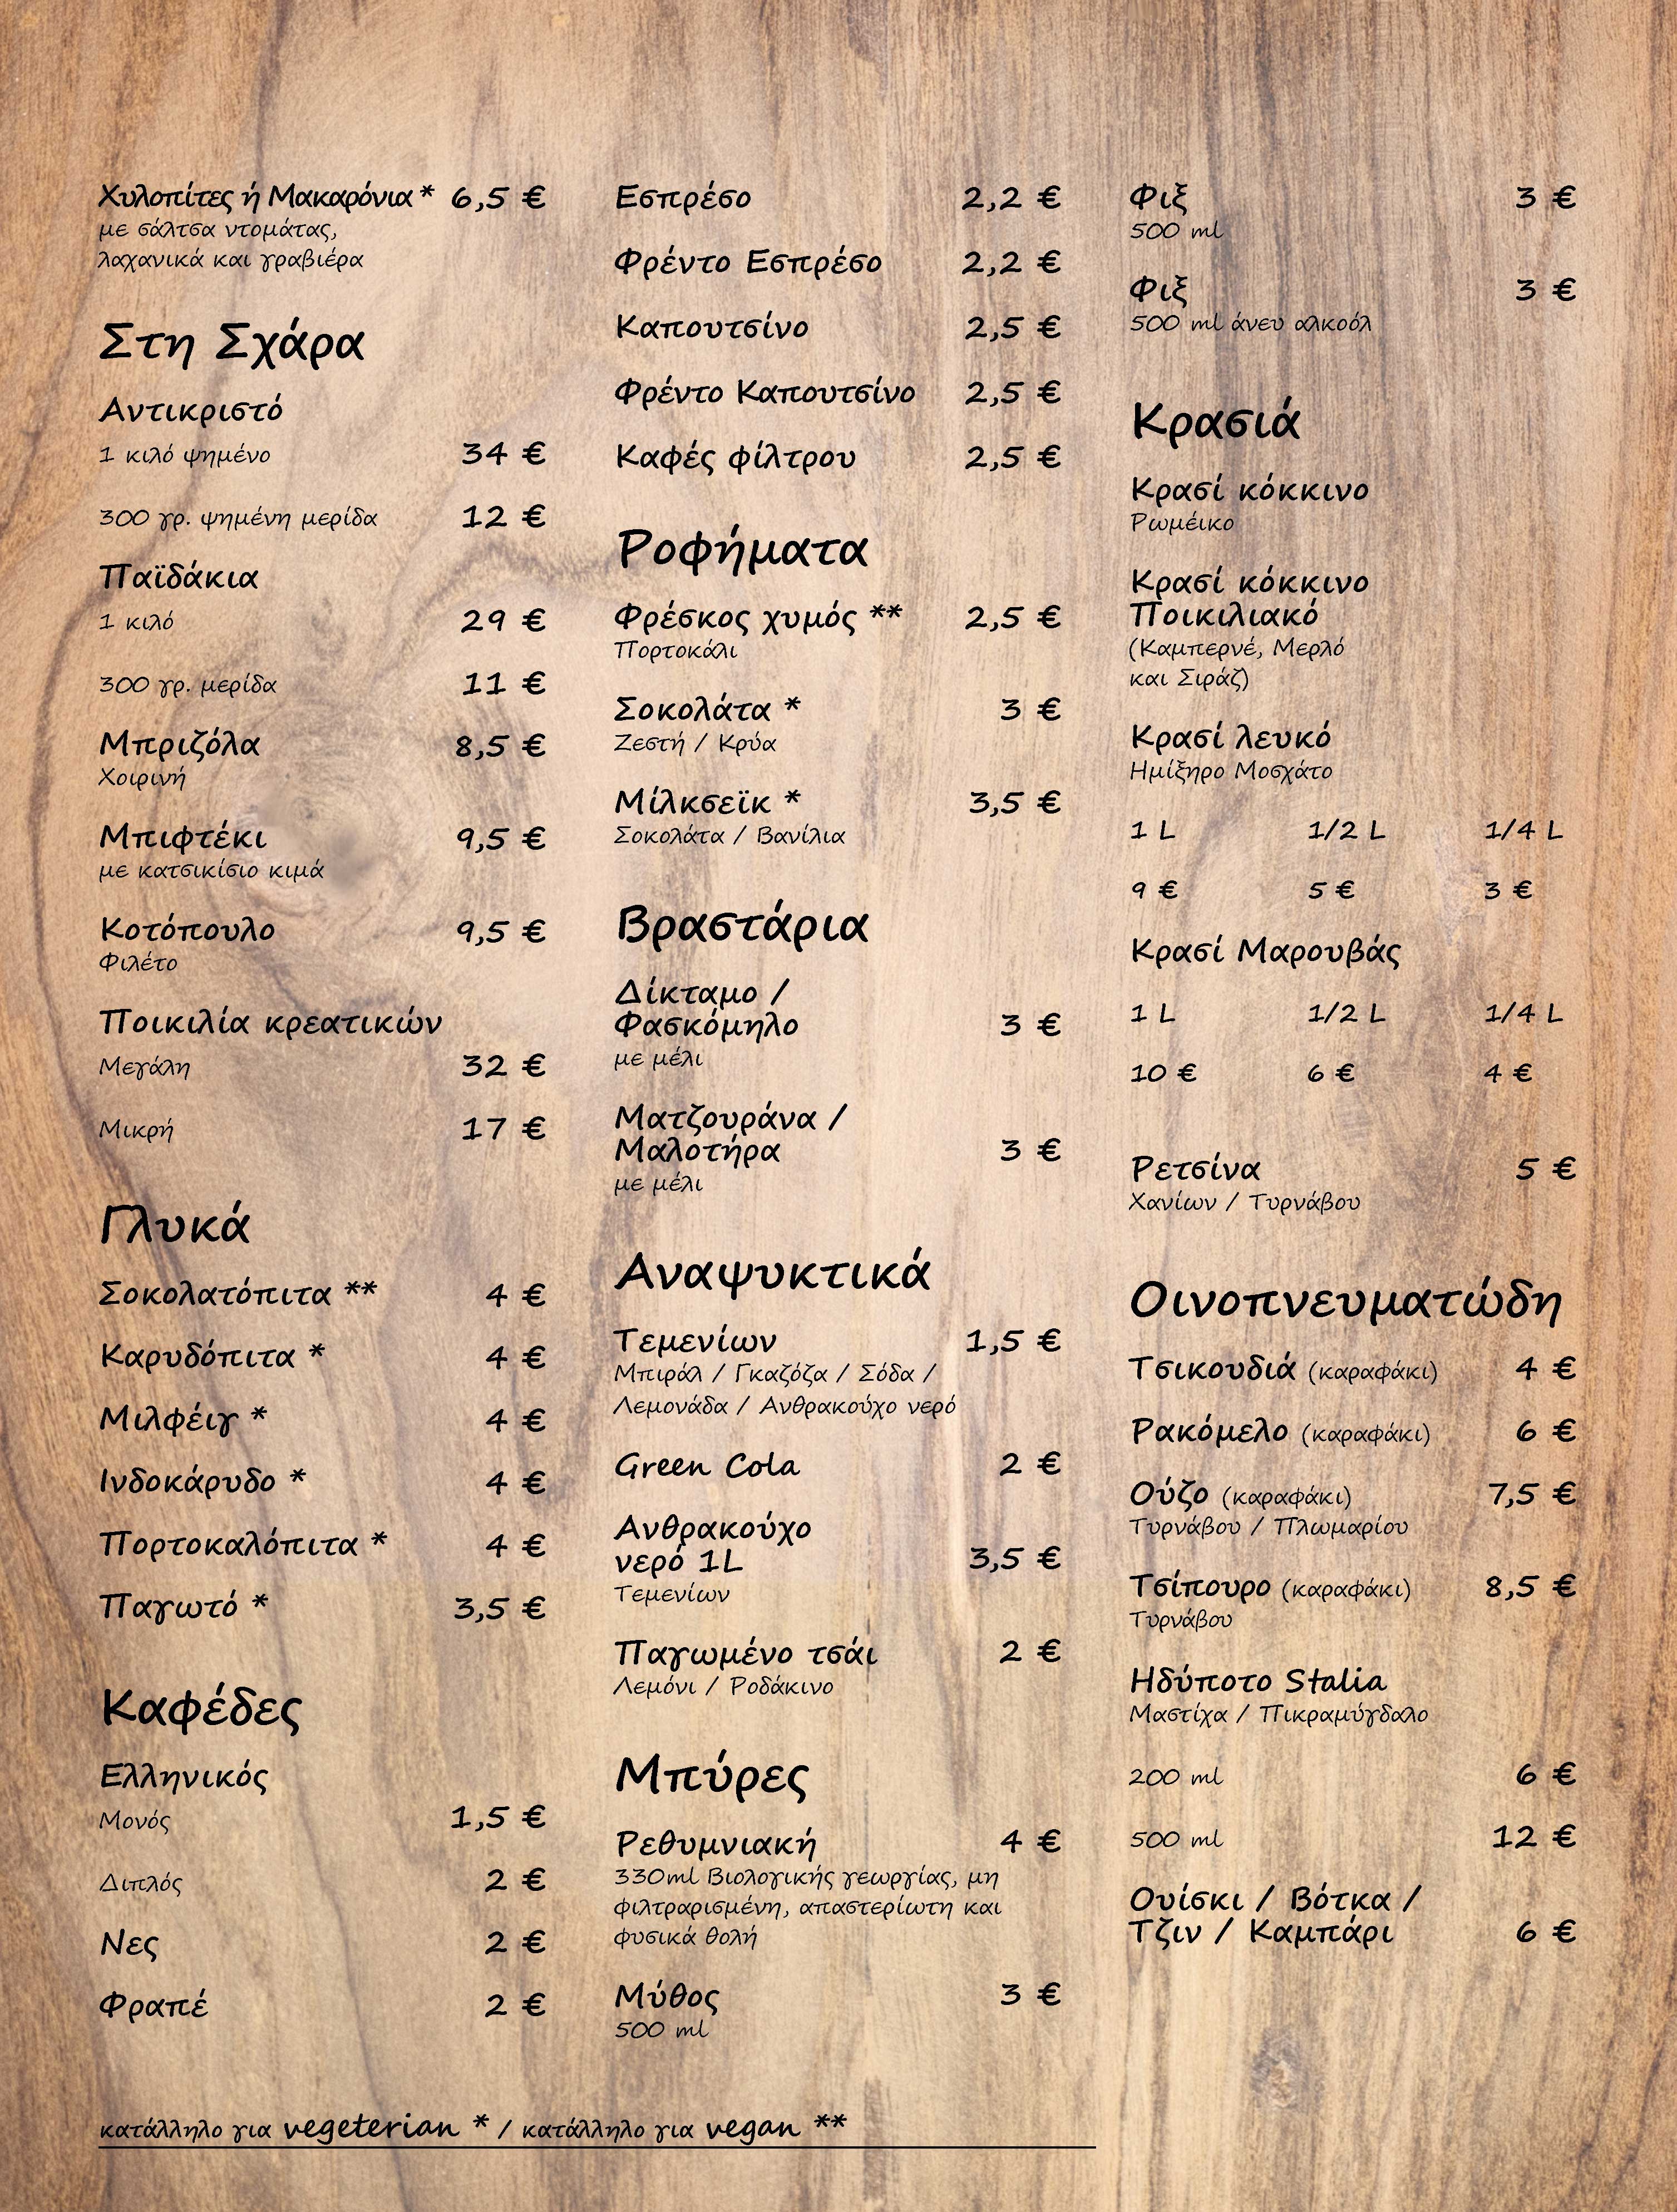 Χυλοπίτες ή Μακαρόνια * 6,5 €
με σάλτσα ντομάτας,
λαχανικά και γραβιέρα
Στη Σχάρα
Αντικριστό
1 κιλό ψημένο 34 €
300 γρ. ψημένη μερίδα 12 €
Παϊδάκια
1 κιλό 29 €
300 γρ. μερίδα 11 €
Μπριζόλα 8,5 €
Χοιρινή
Μπιφτέκι 9,5 €
με κατσικίσιο κιμά
Κοτόπουλο 9,5 €
Φιλέτο
Ποικιλία κρεατικών
Μεγάλη 32 €
Μικρή 17 €
Γλυκά
Σοκολατόπιτα ** 4 €
Καρυδόπιτα * 4 €
Μιλφέιγ * 4 €
Ινδοκάρυδο * 4 €
Πορτοκαλόπιτα * 4 €
Παγωτό * 3,5 €
Καφέδες
Ελληνικός
Μονός 1,5 €
Διπλός 2 €
Νες 2 €
Φραπέ 2 €
Εσπρέσο 2,2 €
Φρέντο Εσπρέσο 2,2 €
Καπουτσίνο 2,5 €
Φρέντο Καπουτσίνο 2,5 €
Καφές φίλτρου 2,5 €
Ροφήματα
Φρέσκος χυμός ** 2,5 €
Πορτοκάλι
Σοκολάτα * 3 €
Ζεστή / Κρύα
Μίλκσεϊκ * 3,5 €
Σοκολάτα / Βανίλια
Βραστάρια
Δίκταμο /
Φασκόμηλο 3 €
με μέλι
Ματζουράνα /
Μαλοτήρα 3 €
με μέλι
Αναψυκτικά
Τεμενίων 1,5 €
Μπιράλ / Γκαζόζα / Σόδα /
Λεμονάδα / Ανθρακούχο νερό
Green Cola 2 €
Ανθρακούχο
νερό 1L 3,5 €
Τεμενίων
Παγωμένο τσάι 2 €
Λεμόνι / Ροδάκινο
Μπύρες
Ρεθυμνιακή 4 €
330ml Βιολογικής γεωργίας, μη
φιλτραρισμένη, απαστερίωτη και
φυσικά θολή
Μύθος 3 €
500 ml
Φιξ 3 €
500 ml
Φιξ 3 €
500 ml άνευ αλκοόλ
Κρασιά
Κρασί κόκκινο
Ρωμέικο
Κρασί κόκκινο
Ποικιλιακό
(Καμπερνέ, Μερλό
και Σιράζ)
Κρασί λευκό
Ημίξηρο Μοσχάτο
1 L 1/2 L 1/4 L
9 € 5 € 3 €
Κρασί Μαρουβάς
1 L 1/2 L 1/4 L
10 € 6 € 4 €
Ρετσίνα 5 €
Χανίων / Τυρνάβου
Οινοπνευματώδη
Τσικουδιά (καραφάκι) 4 €
Ρακόμελο (καραφάκι) 6 €
Ούζο (καραφάκι) 7,5 €
Τυρνάβου / Πλωμαρίου
Τσίπουρο (καραφάκι) 8,5 €
Τυρνάβου
Ηδύποτο Stalia
Μαστίχα / Πικραμύγδαλο
200 ml 6 €
500 ml 12 €
Ουίσκι / Βότκα /
Τζιν / Καμπάρι 6 €
κατάλληλο για vegeterian * / κατάλληλο για vegan **